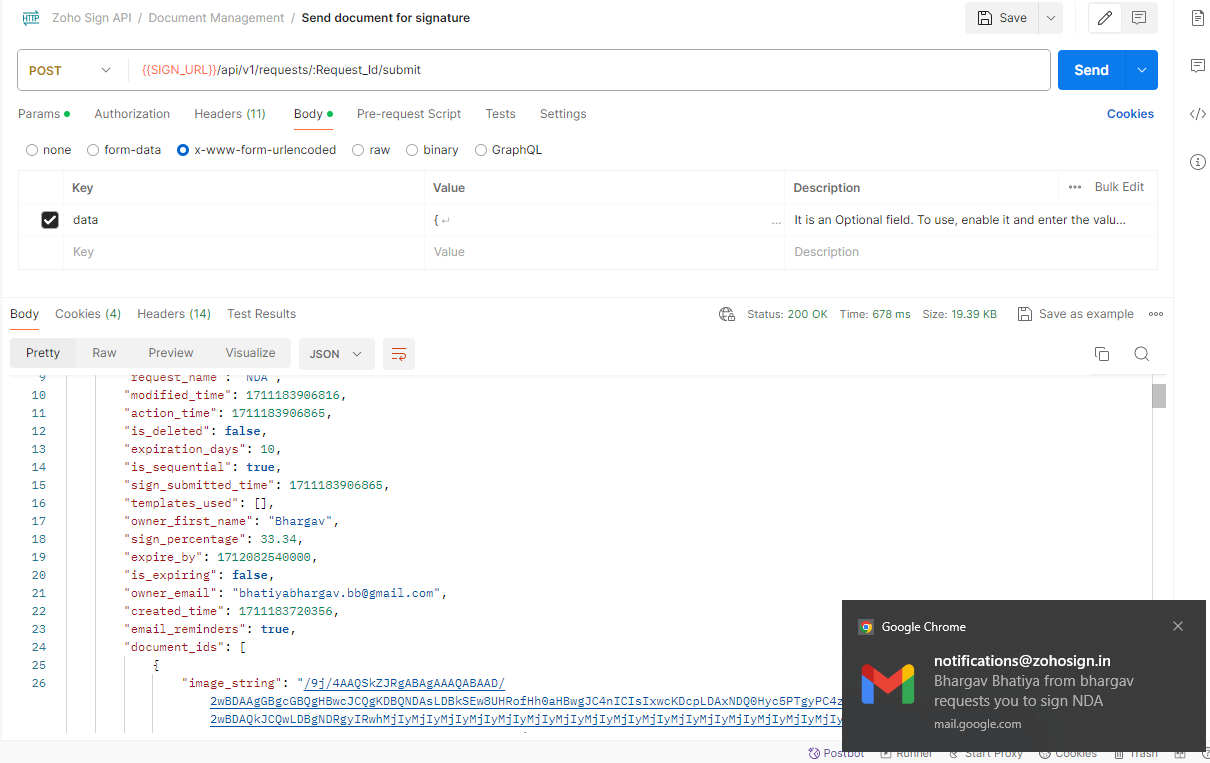 HTTP Zoho Sign API / Document Management / Send document for signature
Save
POST {{SIGN_URL}}/api/v1/requests/:Request_Id/submit
Send
Params Authorization Headers (11) Body Pre-request Script Tests Settings
Cookies
none form-data x-www-form-urlencoded raw binary GraphQL
Key Value Description ••• Bulk Edit
data { ↵ ... It is an Optional field. To use, enable it and enter the valu...
Key Value Description
Body Cookies (4) Headers (14) Test Results
Status: 200 OK Time: 678 ms Size: 19.39 KB Save as example
Pretty Raw Preview Visualize JSON
9 "request_name": "NDA",
10 "modified_time": 1711183906816,
11 "action_time": 1711183906865,
12 "is_deleted": false,
13 "expiration_days": 10,
14 "is_sequential": true,
15 "sign_submitted_time": 1711183906865,
16 "templates_used": [],
17 "owner_first_name": "Bhargav",
18 "sign_percentage": 33.34,
19 "expire_by": 1712082540000,
20 "is_expiring": false,
21 "owner_email": "bhatiyabhargav.bb@gmail.com",
22 "created_time": 1711183720356,
23 "email_reminders": true,
24 "document_ids": [
25 {
26 "image_string": "/9j/4AAQSkZJRgABAgAAAQABAAD/
2wBDAAgGBgcGBQgHBwcJCQgKDBQNDAsLDBkSEw8UHRofHh0aHBwgJC4nICIsIxwcKDcpLDAxNDQ0Hyc5PTgyPC4z
2wBDAQkJCQwLDBgNDRgyIRwhMjIyMjIyMjIyMjIyMjIyMjIyMjIyMjIyMjIyMjIyMjIyMjIyMjIyMjIyMjIyMjIy
Google Chrome
notifications@zohosign.in
Bhargav Bhatiya from bhargav
requests you to sign NDA
mail.google.com
Postbot Runner Start Proxy Cookies Trash